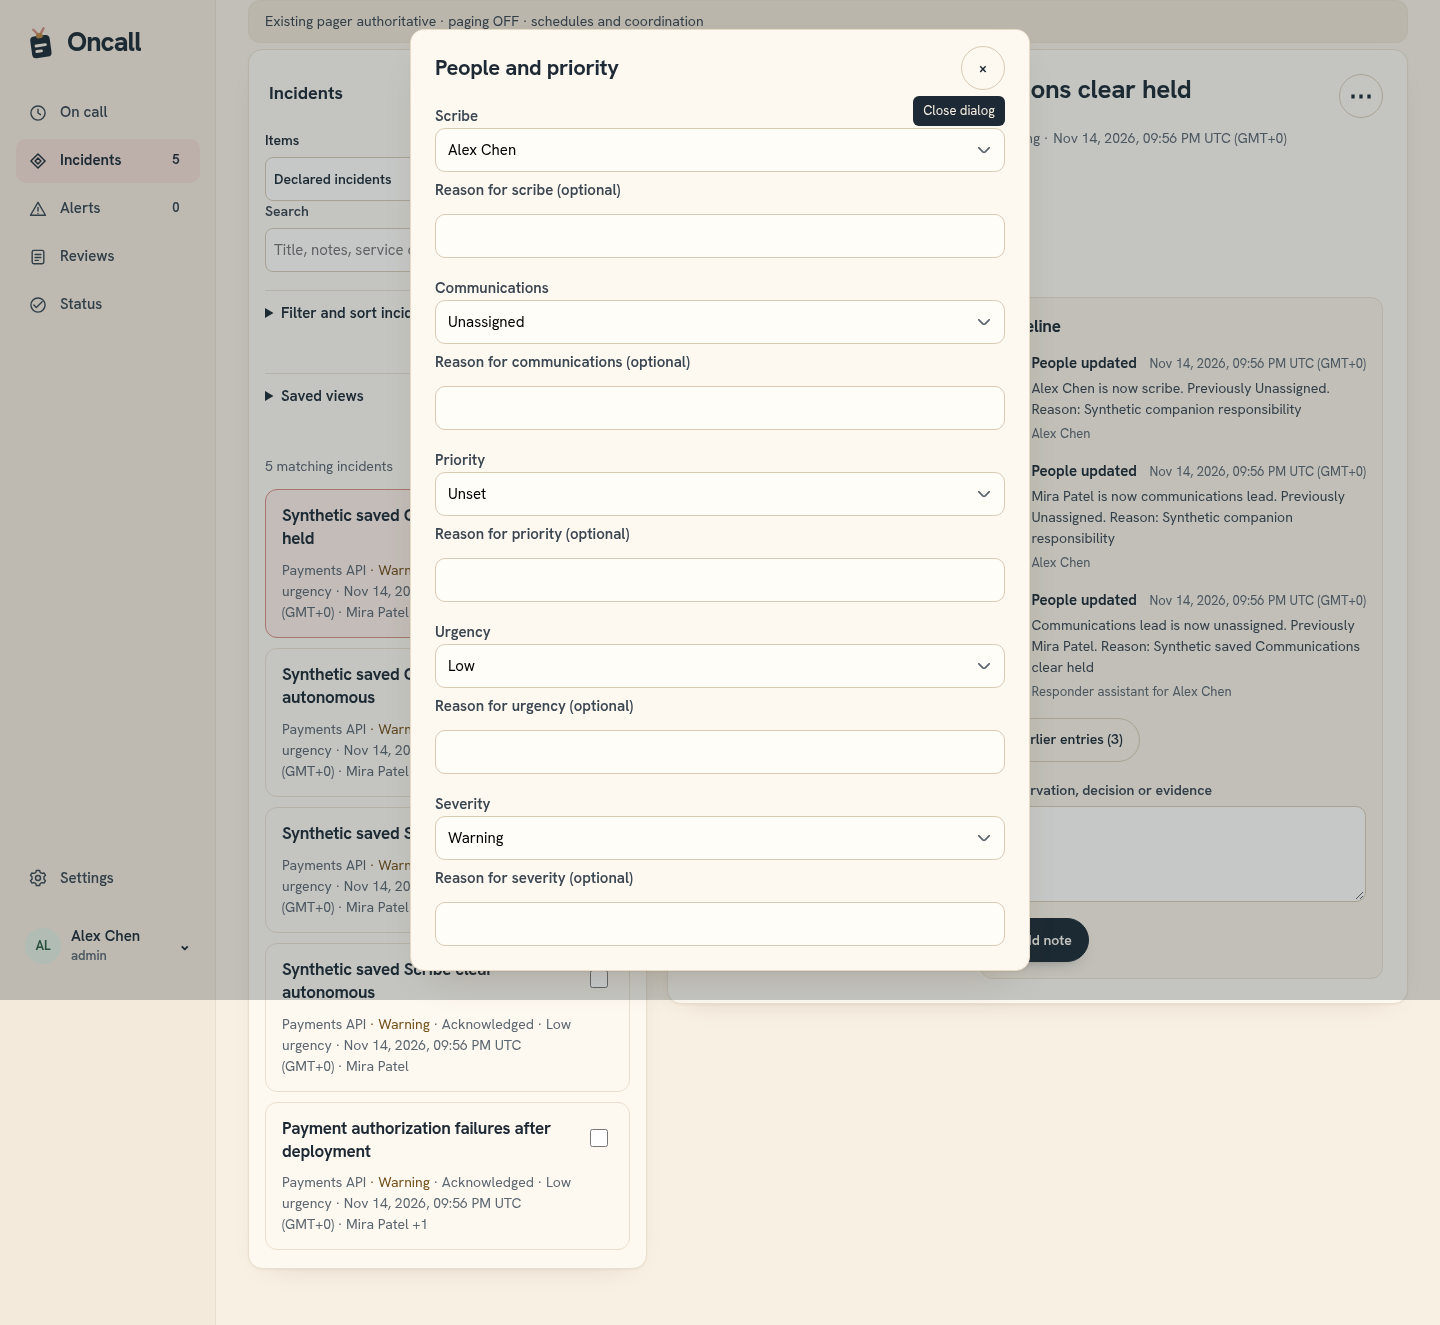 Oncall
On call
Incidents 5
Alerts 0
Reviews
Status
Settings
AL
Alex Chen
admin
Existing pager authoritative · paging OFF · schedules and coordination
Incidents
Items
Declared incidents
Search
Title, notes, service
Filter and sort
Saved views
5 matching incidents
Synthetic saved
held
Payments API ·
urgency · Nov 14,
(GMT+0) · Mira Patel
Synthetic saved
autonomous
Payments API ·
urgency · Nov 14,
(GMT+0) · Mira Patel
Synthetic saved
Payments API ·
urgency · Nov 14,
(GMT+0) · Mira Patel
Synthetic saved Scribe clear
autonomous
Payments API · Warning · Acknowledged · Low
urgency · Nov 14, 2026, 09:56 PM UTC
(GMT+0) · Mira Patel
Payment authorization failures after
deployment
Payments API · Warning · Acknowledged · Low
urgency · Nov 14, 2026, 09:56 PM UTC
(GMT+0) · Mira Patel +1
People and priority
×
Close dialog
Scribe
Alex Chen
Reason for scribe (optional)
Communications
Unassigned
Reason for communications (optional)
Priority
Unset
Reason for priority (optional)
Urgency
Low
Reason for urgency (optional)
Severity
Warning
Reason for severity (optional)
clear held
· Nov 14, 2026, 09:56 PM UTC (GMT+0)
People updated Nov 14, 2026, 09:56 PM UTC (GMT+0)
Alex Chen is now scribe. Previously Unassigned.
Reason: Synthetic companion responsibility
Alex Chen
People updated Nov 14, 2026, 09:56 PM UTC (GMT+0)
Mira Patel is now communications lead. Previously
Unassigned. Reason: Synthetic companion
responsibility
Alex Chen
People updated Nov 14, 2026, 09:56 PM UTC (GMT+0)
Communications lead is now unassigned. Previously
Mira Patel. Reason: Synthetic saved Communications
clear held
Responder assistant for Alex Chen
entries (3)
decision or evidence
note